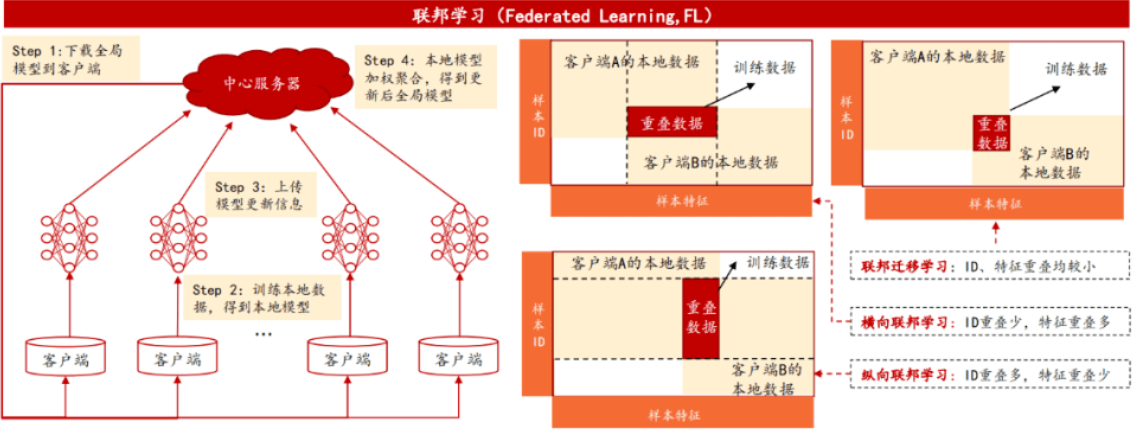 联邦学习（Federated Learning,FL）
Step 1:下载全局
模型到客户端
中心服务器
Step 4: 本地模型
加权聚合，得到更
新后全局模型
Step 3: 上传
模型更新信息
Step 2: 训练本地数
据，得到本地模型
...
客户端
客户端
客户端
客户端
样本ID
客户端A的本地数据
训练数据
重叠数据
客户端B的本地数据
样本特征
样本ID
客户端A的本地数据
训练数据
重叠
数据
客户端B的
本地数据
样本特征
样本ID
客户端A的本地数据
训练数据
重叠
数据
客户端B的
本地数据
样本特征
联邦迁移学习：ID、特征重叠均较小
横向联邦学习：ID重叠少，特征重叠多
纵向联邦学习：ID重叠多，特征重叠少